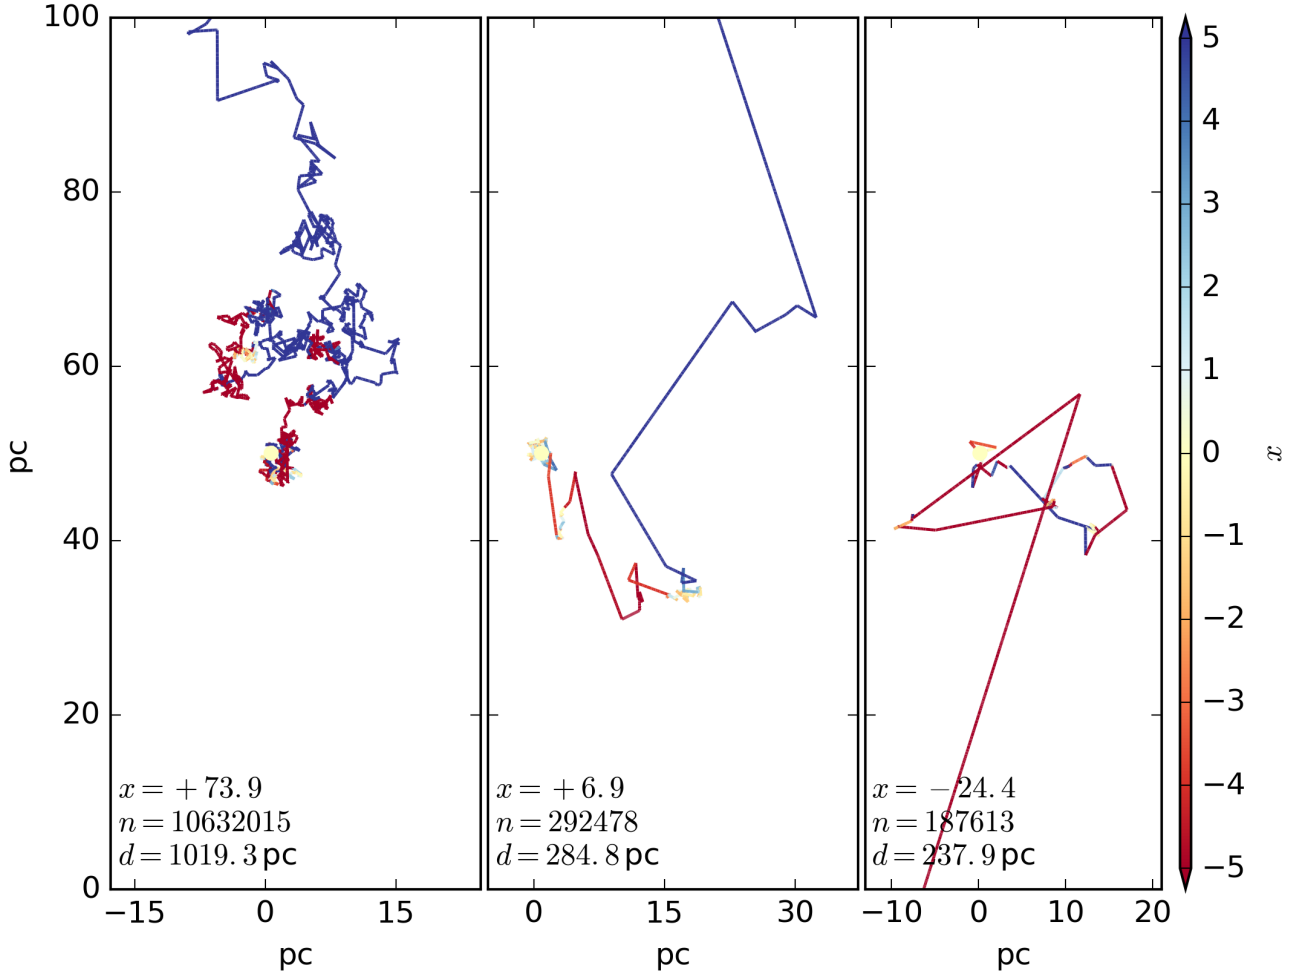 100
80
60
40
20
0
pc
x = +73.9
n = 10632015
d = 1019.3 pc
−15 0 15
pc
x = +6.9
n = 292478
d = 284.8 pc
0 15 30
pc
x = −24.4
n = 187613
d = 237.9 pc
−10 0 10 20
pc
5
4
3
2
1
0
−1
−2
−3
−4
−5
x